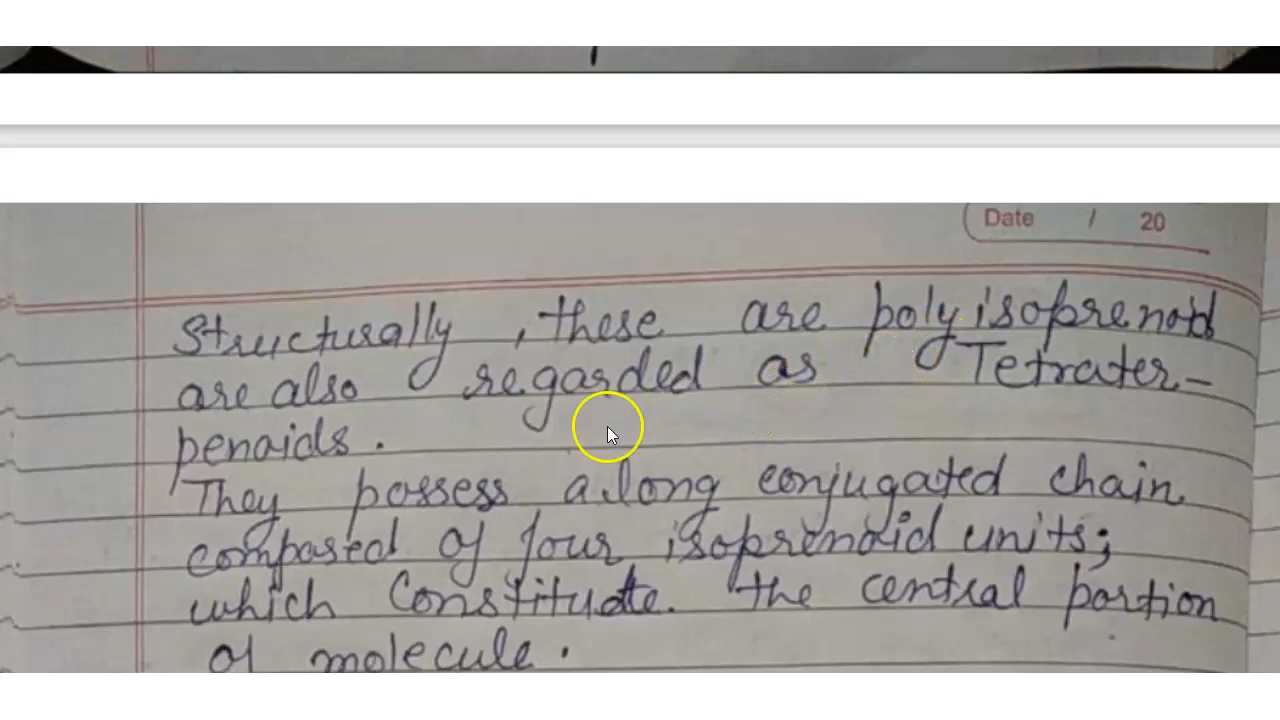 Date / 20
Structurally, these are polyisoprenoid
are also regarded as Tetrater-
penoids.
They possess a long conjugated chain
composed of four isoprenoid units;
which Constitute. the central portion
of molecule.